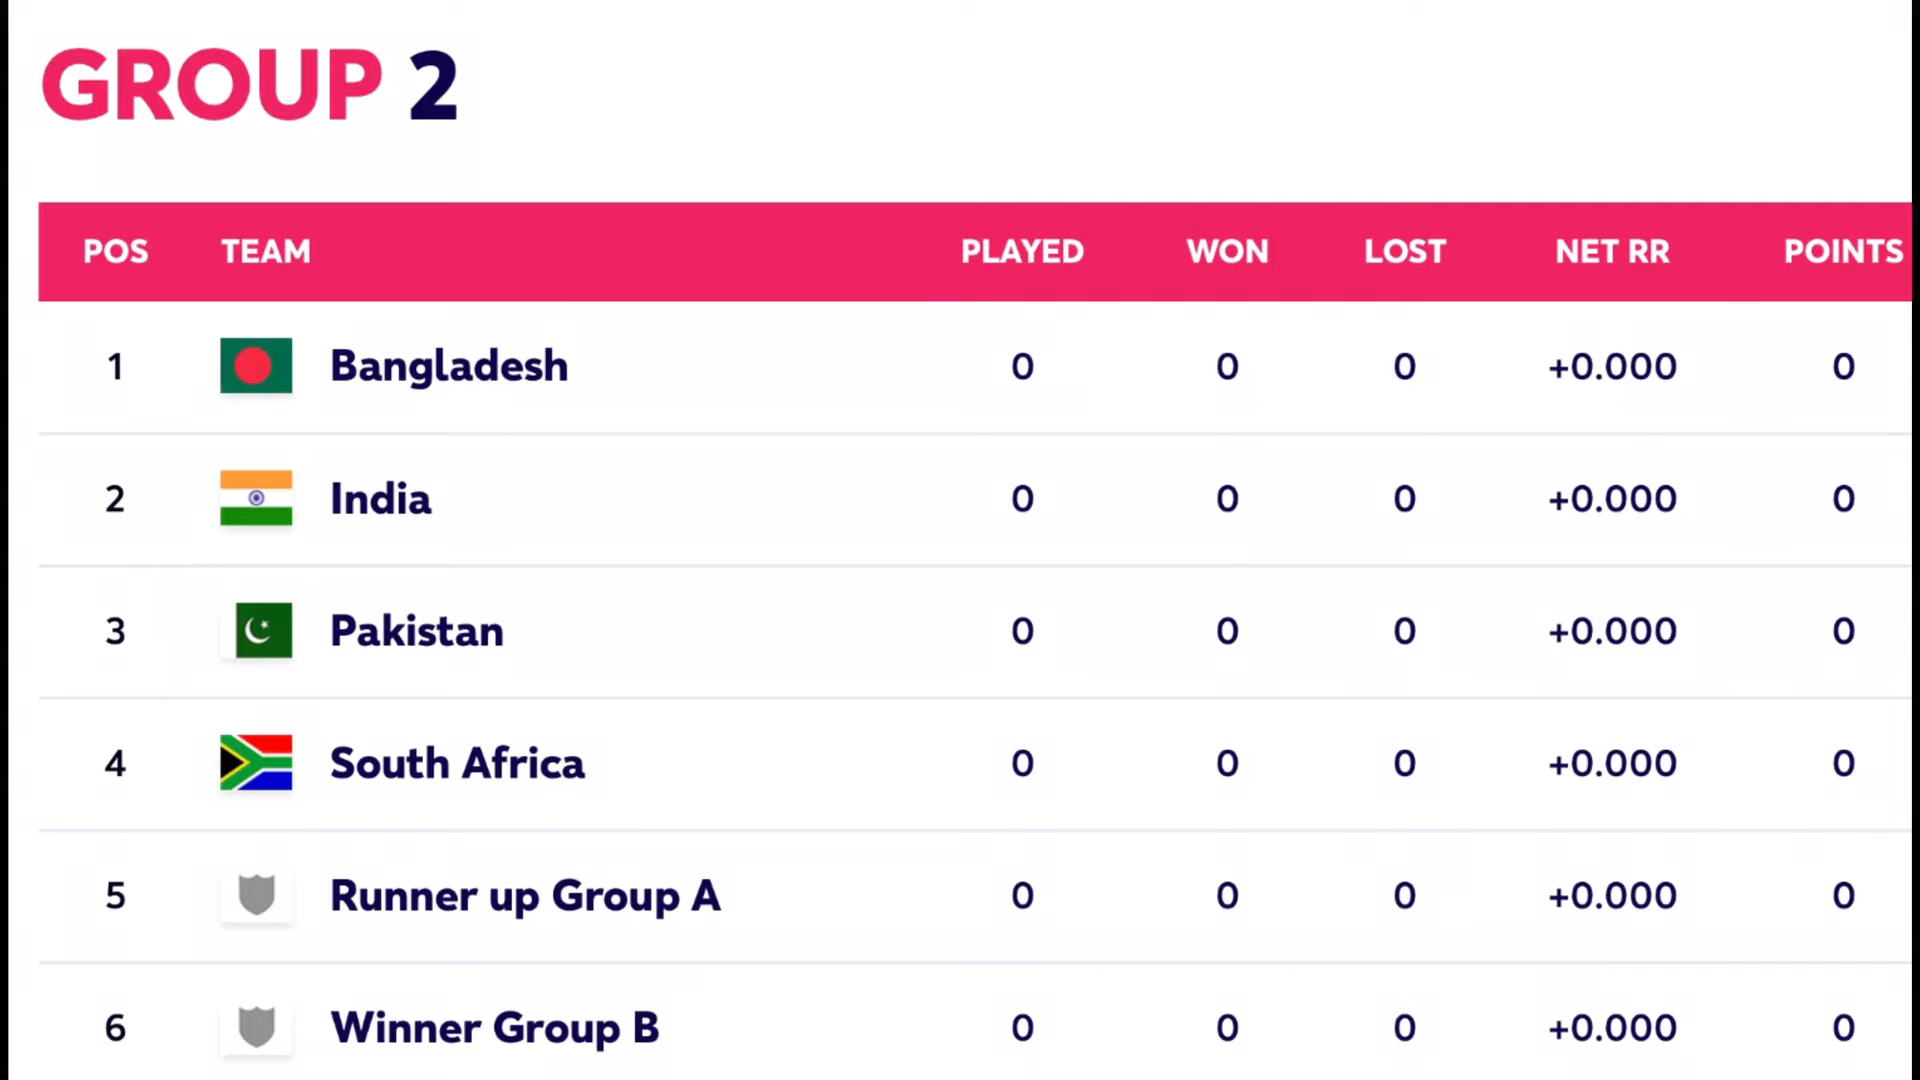 GROUP 2
POS TEAM PLAYED WON LOST NET RR POINTS
1 Bangladesh 0 0 0 +0.000 0
2 India 0 0 0 +0.000 0
3 Pakistan 0 0 0 +0.000 0
4 South Africa 0 0 0 +0.000 0
5 Runner up Group A 0 0 0 +0.000 0
6 Winner Group B 0 0 0 +0.000 0